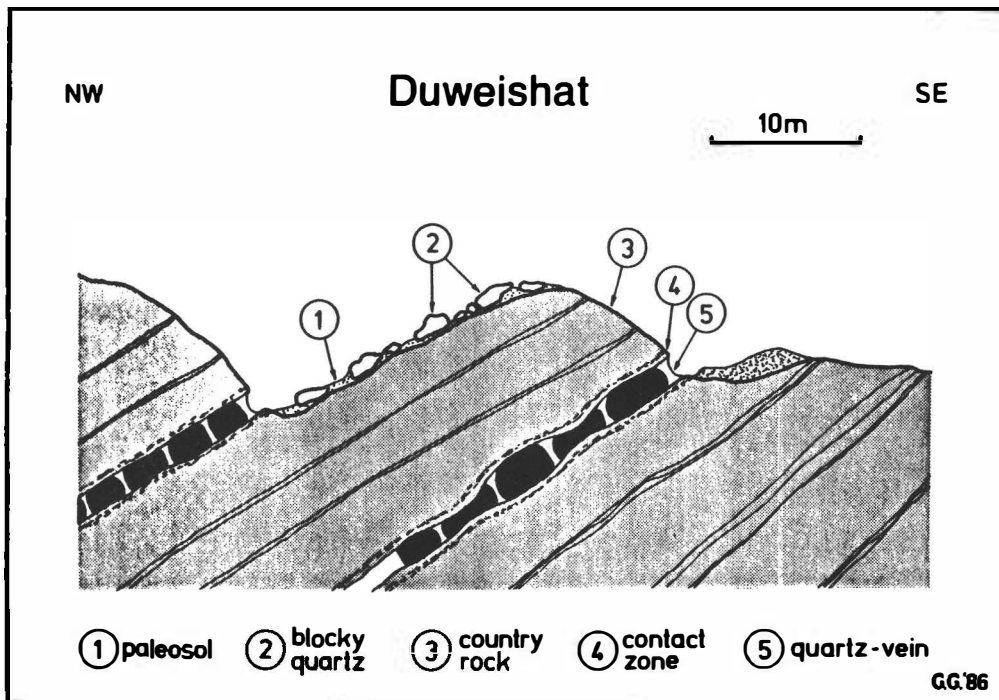 NW
Duweishat
SE
10m
2
3
4
1
5
1 paleosol
2 blocky quartz
3 country rock
4 contact zone
5 quartz-vein
G.G.'86